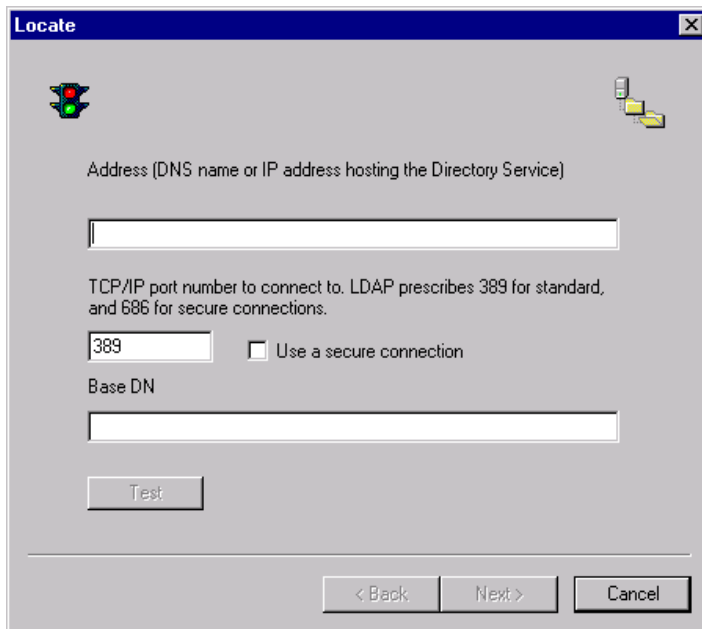 Locate
Address (DNS name or IP address hosting the Directory Service)
TCP/IP port number to connect to. LDAP prescribes 389 for standard,
and 686 for secure connections.
389
Use a secure connection
Base DN
Test
< Back
Next >
Cancel